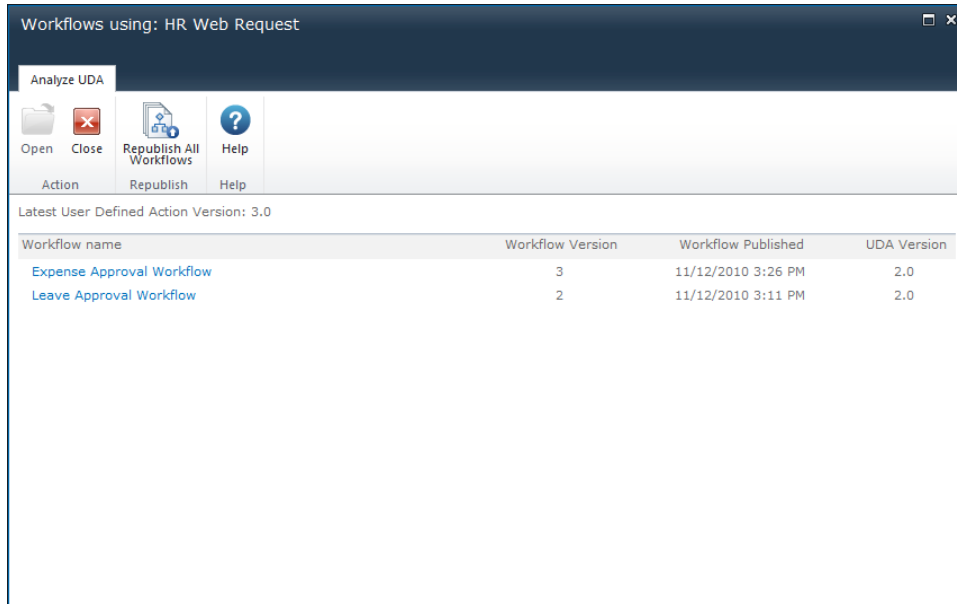 Workflows using: HR Web Request
Analyze UDA
Open Close Republish All Workflows Help
Action Republish Help
Latest User Defined Action Version: 3.0
Workflow name Workflow Version Workflow Published UDA Version
Expense Approval Workflow 3 11/12/2010 3:26 PM 2.0
Leave Approval Workflow 2 11/12/2010 3:11 PM 2.0